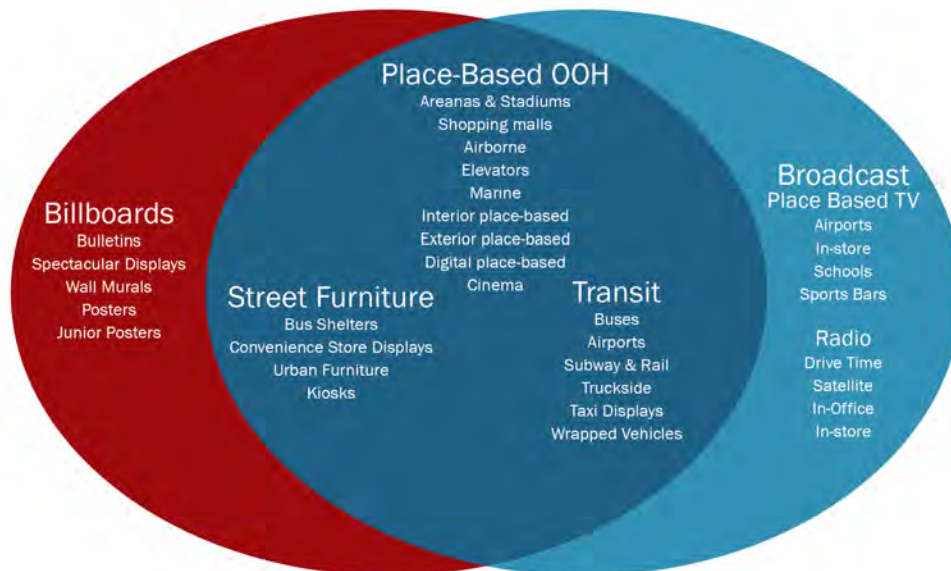 Place-Based OOH
Areanas & Stadiums
Shopping malls
Airborne
Elevators
Marine
Interior place-based
Exterior place-based
Digital place-based
Cinema
Billboards
Bulletins
Spectacular Displays
Wall Murals
Posters
Junior Posters
Street Furniture
Bus Shelters
Convenience Store Displays
Urban Furniture
Kiosks
Transit
Buses
Airports
Subway & Rail
Truckside
Taxi Displays
Wrapped Vehicles
Broadcast
Place Based TV
Airports
In-store
Schools
Sports Bars
Radio
Drive Time
Satellite
In-Office
In-store